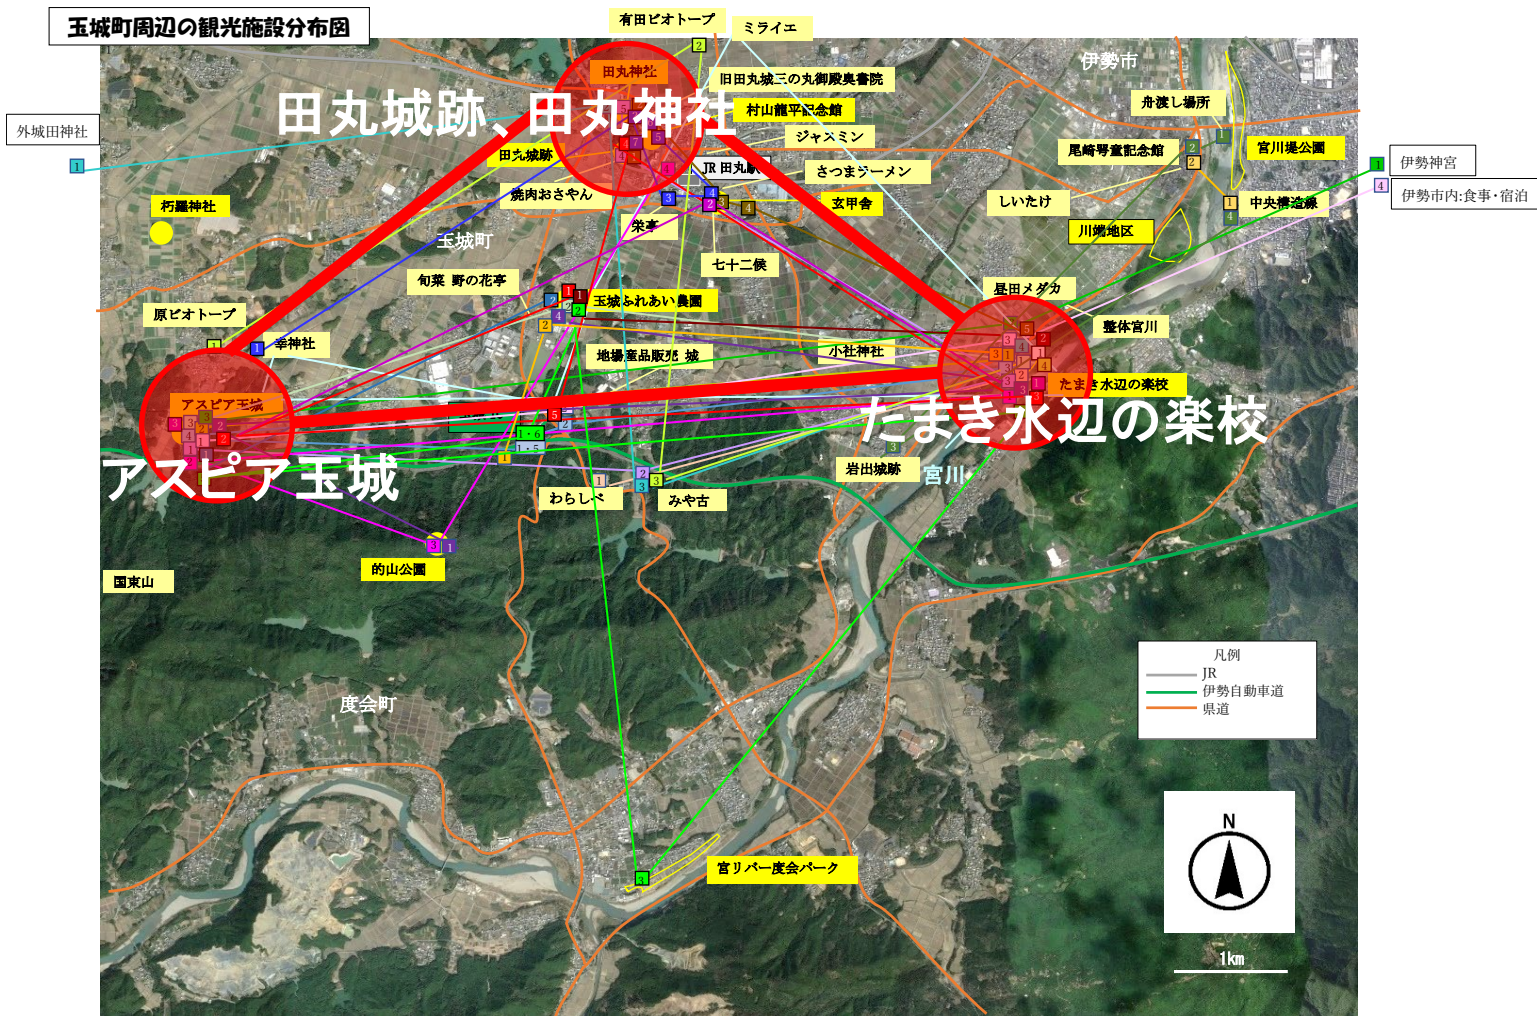 玉城町周辺の観光施設分布図
有田ビオトープ
ミライエ
伊勢市
田丸神社
旧田丸城三の丸御殿奥書院
舟渡し場所
村山龍平記念館
田丸城跡、田丸神社
外城田神社
ジャスミン
尾崎咢堂記念館
宮川堤公園
田丸城跡
JR 田丸駅
伊勢神宮
さつまラーメン
焼肉おさやん
しいたけ
中央構造線
伊勢市内:食事・宿泊
朽羅神社
玄甲舎
栄亭
川端地区
玉城町
七十二候
旬菜 野の花亭
昼田メダカ
玉城ふれあい農園
原ビオトープ
整体宮川
幸神社
地場産品販売 城
小社神社
たまき水辺の楽校
アスピア玉城
たまき水辺の楽校
1・6
1・5
アスピア玉城
岩出城跡
宮川
わらしべ
みや古
的山公園
国束山
凡例
JR
伊勢自動車道
県道
度会町
N
宮リバー度会パーク
1km